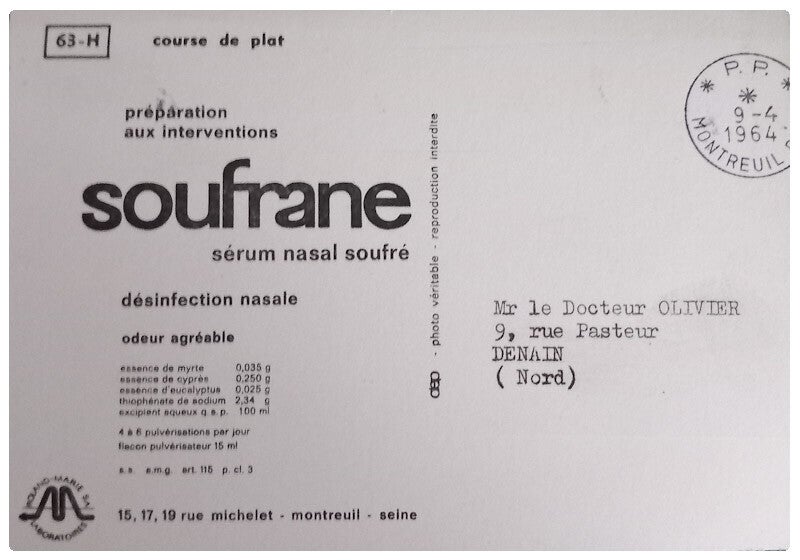 63-H
course de plat
préparation
aux interventions
soufrane
sérum nasal soufré
désinfection nasale
odeur agréable
essence de myrte 0,035 g
essence de cyprès 0,250 g
essence d'eucalyptus 0,025 g
thiophénate de sodium 2,34 g
excipient aqueux q.s.p. 100 ml
4 à 6 pulvérisations par jour
flacon pulvérisateur 15 ml
s.s. a.m.g. art. 115 p. cl. 3
ROLAND-MARIE S.A.
LABORATOIRES
15, 17, 19 rue michelet - montreuil - seine
- photo véritable - reproduction interdite
* P.P. *
*
9-4
1964
MONTREUIL
Mr le Docteur OLIVIER
9, rue Pasteur
DENAIN
( Nord)